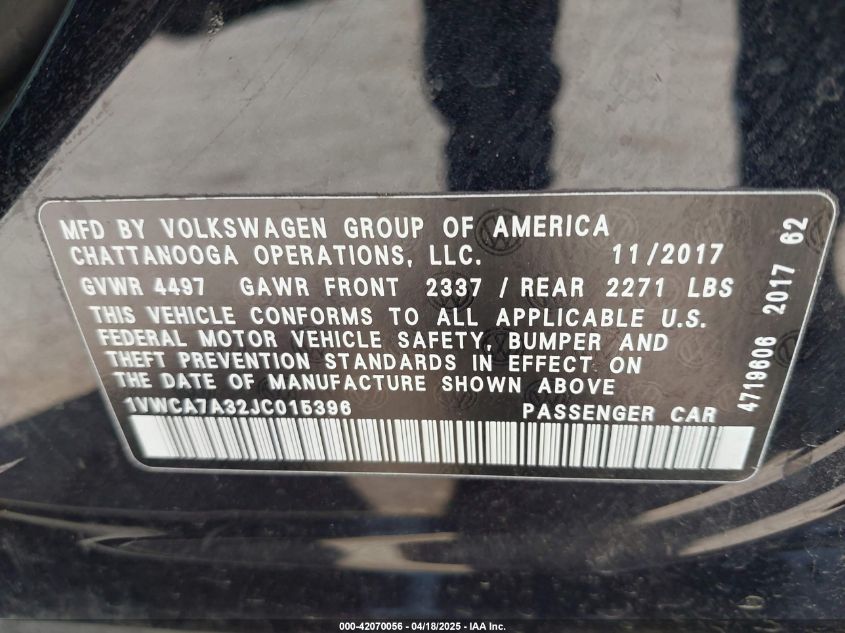 MFD BY VOLKSWAGEN GROUP OF AMERICA
CHATTANOOGA OPERATIONS, LLC. 11/2017
GVWR 4497 GAWR FRONT 2337 / REAR 2271 LBS
THIS VEHICLE CONFORMS TO ALL APPLICABLE U.S.
FEDERAL MOTOR VEHICLE SAFETY, BUMPER AND
THEFT PREVENTION STANDARDS IN EFFECT ON
THE DATE OF MANUFACTURE SHOWN ABOVE
1VWCA7A32JC015396 PASSENGER CAR
4719606 2017 62
000-42070056 - 04/18/2025 - IAA Inc.